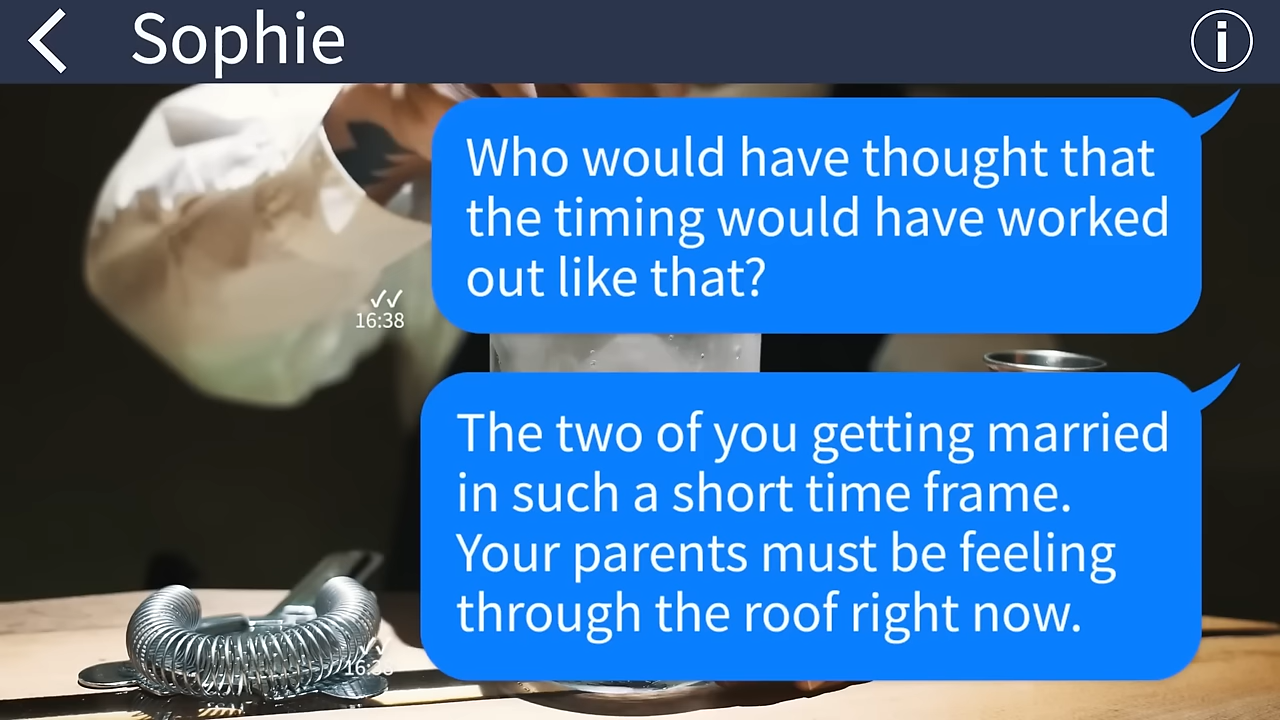 Sophie
Who would have thought that
the timing would have worked
out like that?
✓✓
16:38
The two of you getting married
in such a short time frame.
Your parents must be feeling
through the roof right now.